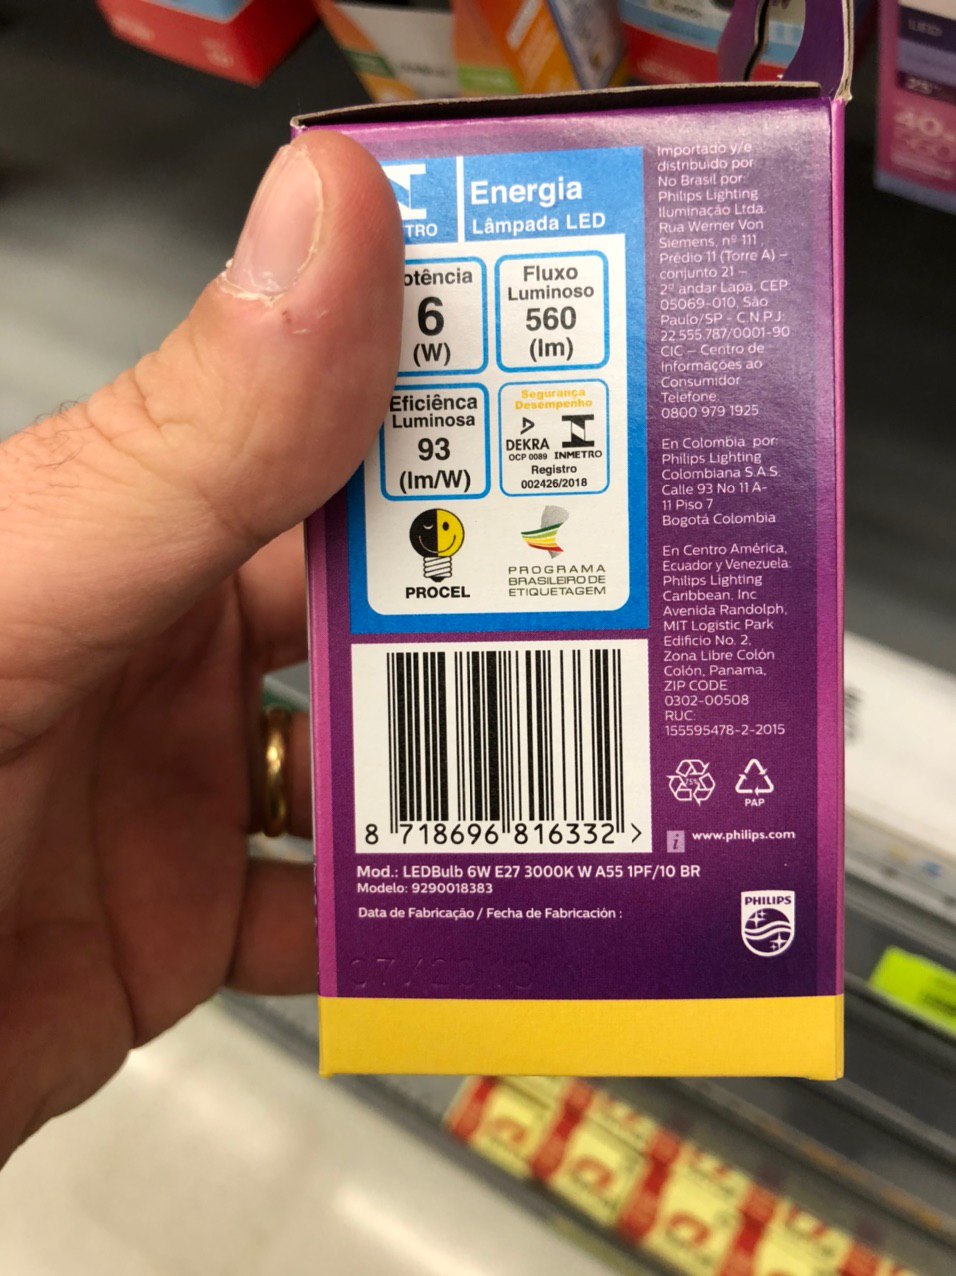 TRO
Energia
Lâmpada LED
otência
6
(W)
Fluxo
Luminoso
560
(lm)
Eficiênca
Luminosa
93
(lm/W)
Segurança
Desempenho
DEKRA
OCP 0089
INMETRO
Registro
002426/2018
PROCEL
PROGRAMA
BRASILEIRO DE
ETIQUETAGEM
Importado y/e
distribuido por
No Brasil por:
Philips Lighting
Iluminação Ltda.
Rua Werner Von
Siemens, nº 111,
Prédio 11 (Torre A) –
conjunto 21 –
2º andar Lapa, CEP
05069-010, São
Paulo/SP - C.N.P.J:
22.555.787/0001-90
CIC – Centro de
Informações ao
Consumidor
Telefone:
0800 979 1925
En Colombia por:
Philips Lighting
Colombiana S.A.S.
Calle 93 No 11 A-
11 Piso 7
Bogotá Colombia
En Centro América,
Ecuador y Venezuela:
Philips Lighting
Caribbean, Inc
Avenida Randolph,
MIT Logistic Park
Edificio No. 2,
Zona Libre Colón
Colón, Panama,
ZIP CODE
0302-00508
RUC:
155595478-2-2015
75%
PAP
i www.philips.com
8 718696 816332 >
Mod.: LEDBulb 6W E27 3000K W A55 1PF/10 BR
Modelo: 9290018383
Data de Fabricação / Fecha de Fabricación :
PHILIPS
LED
25
40